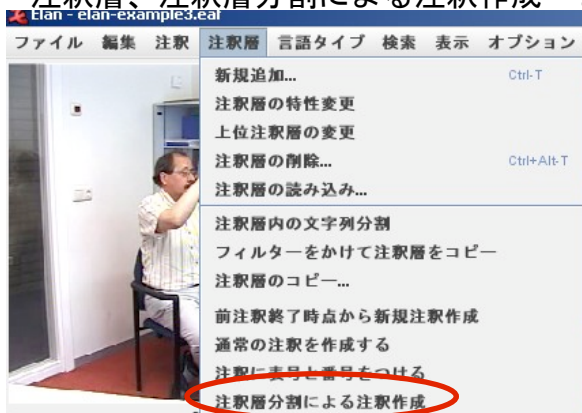 注釈層、注釈層分割による注釈作成
Elan - elan-example3.eaf
ファイル 編集 注釈 注釈層 言語タイプ 検索 表示 オプション
新規追加... Ctrl-T
注釈層の特性変更
上位注釈層の変更
注釈層の削除... Ctrl+Alt-T
注釈層の読み込み...
注釈層内の文字列分割
フィルターをかけて注釈層をコピー
注釈層のコピー...
前注釈終了時点から新規注釈作成
通常の注釈を作成する
注釈に表号と番号をつける
注釈層分割による注釈作成